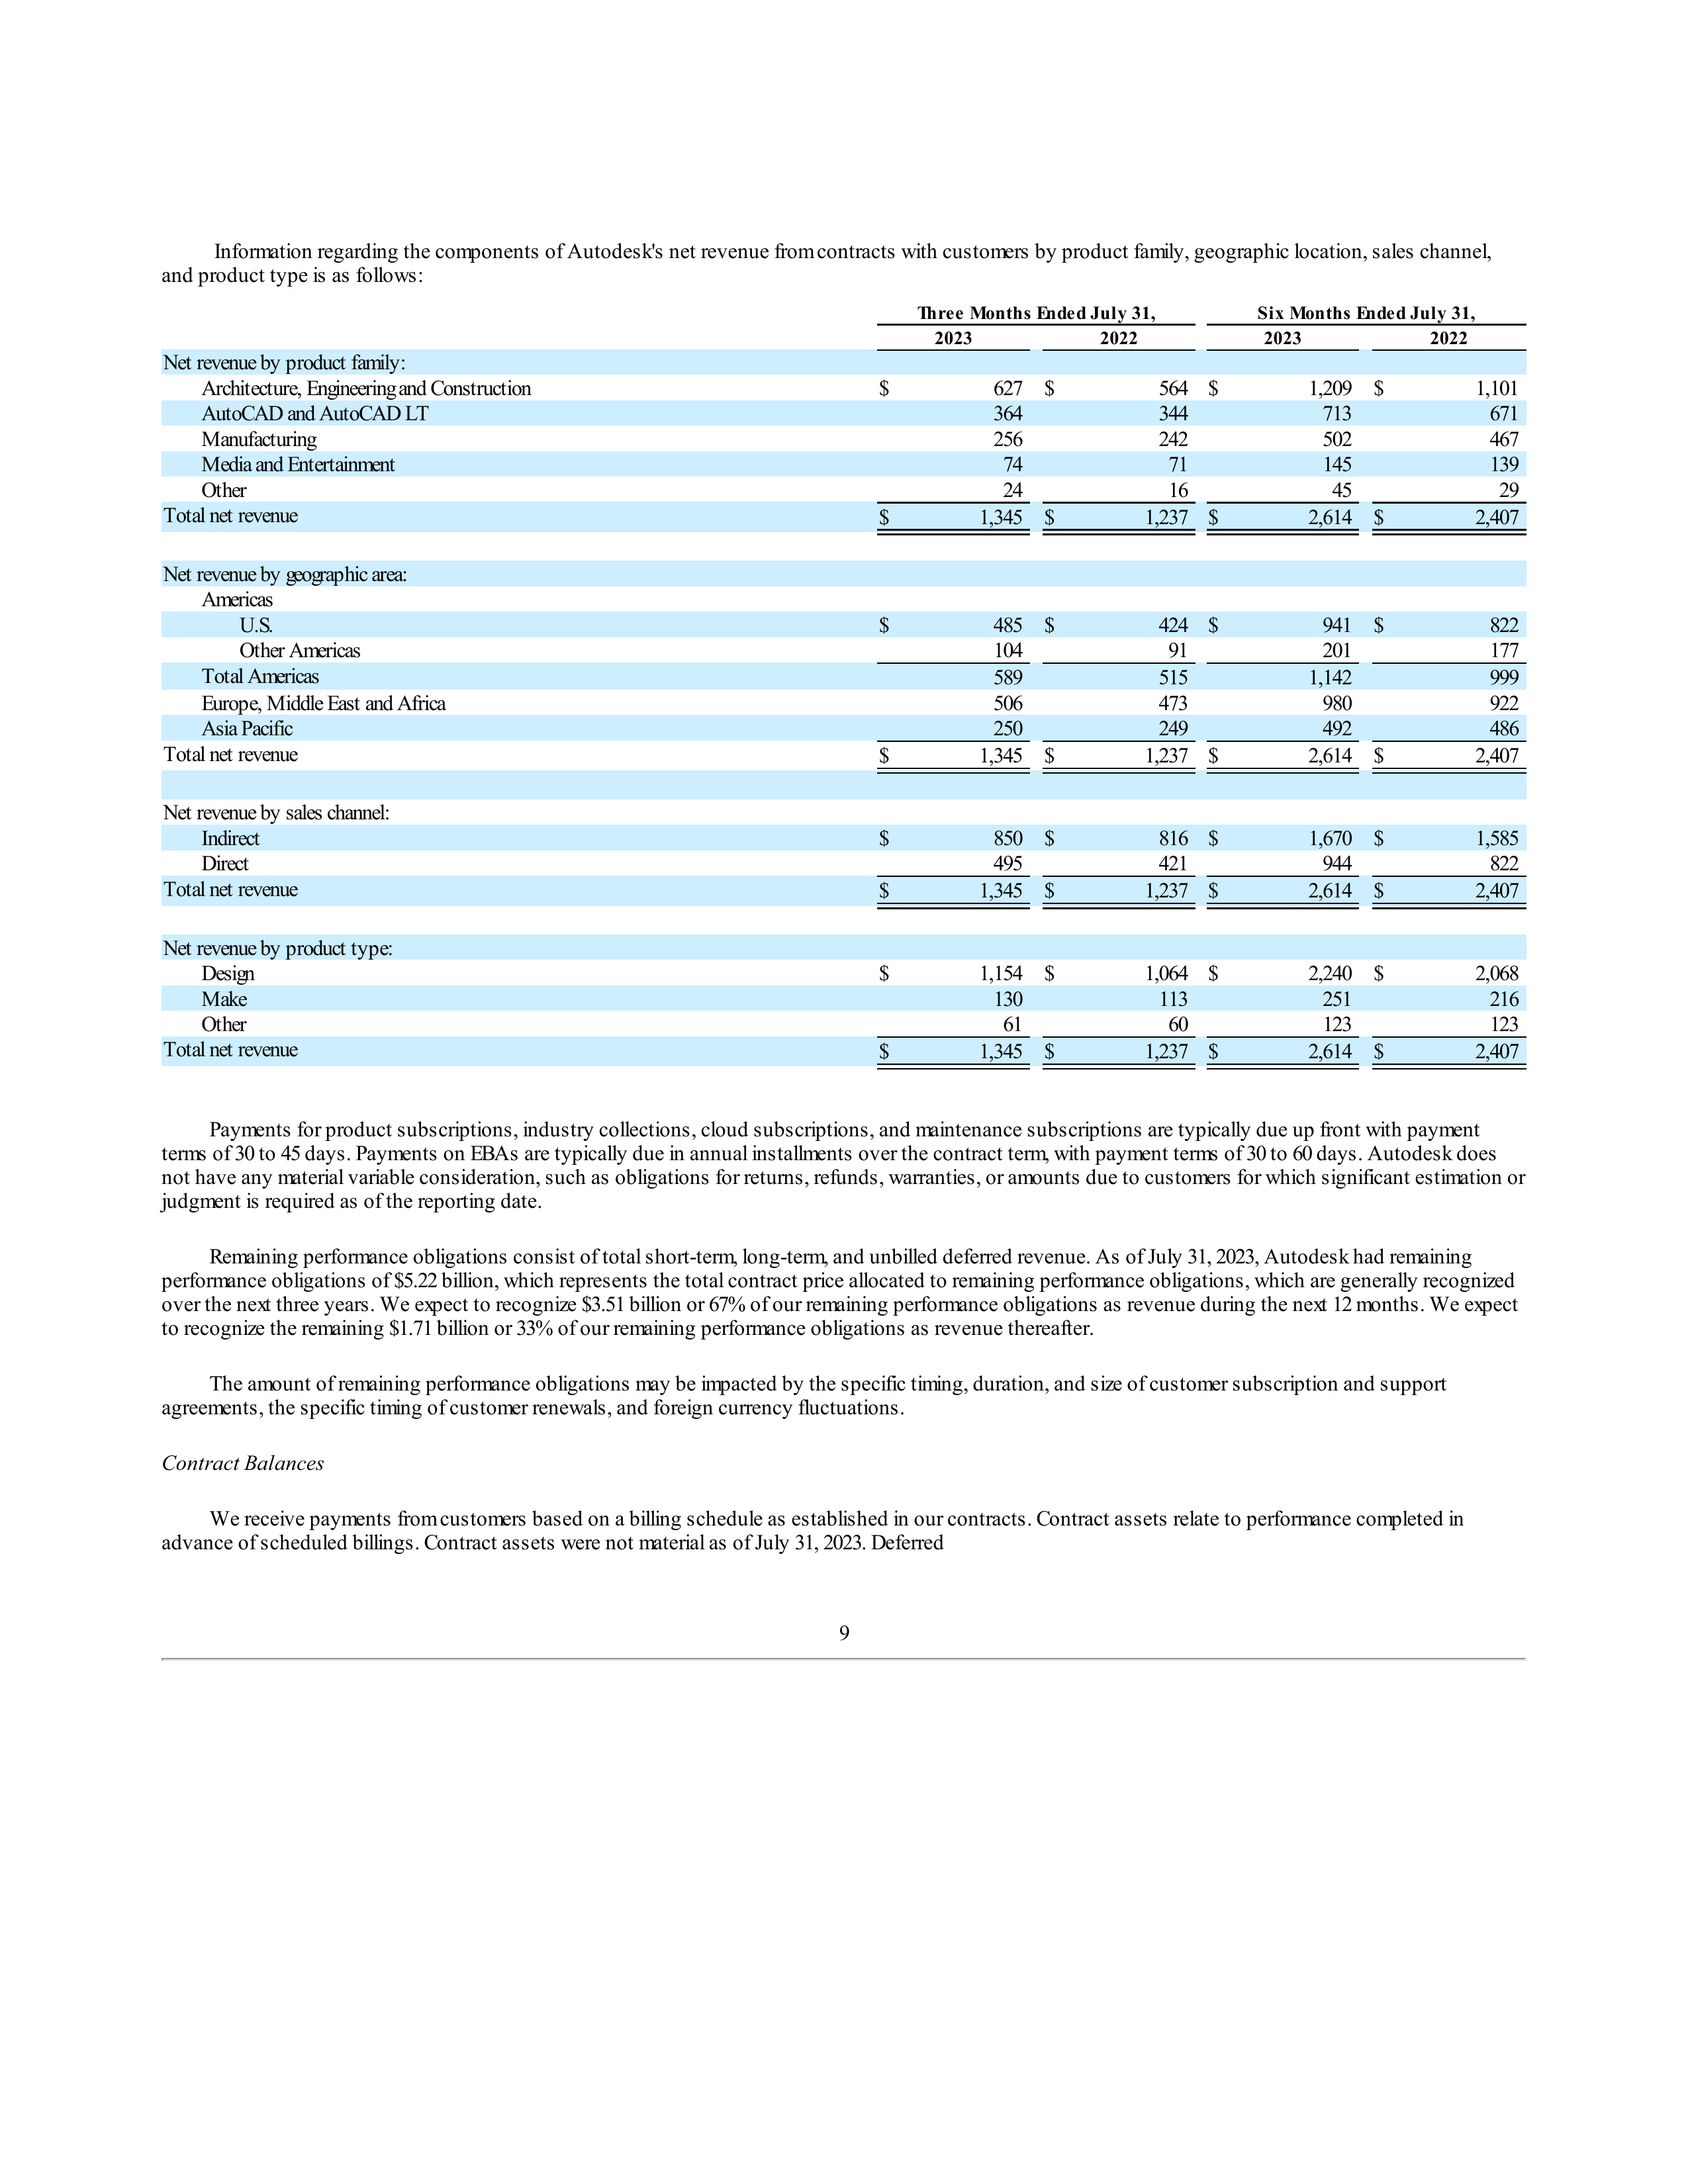 Information regarding the components of Autodesk's net revenue from contracts with customers by product family, geographic location, sales channel,
and product type is as follows:
Three Months Ended July 31, Six Months Ended July 31,
2023 2022 2023 2022
Net revenue by product family:
Architecture, Engineering and Construction $ 627 $ 564 $ 1,209 $ 1,101
AutoCAD and AutoCAD LT 364 344 713 671
Manufacturing 256 242 502 467
Media and Entertainment 74 71 145 139
Other 24 16 45 29
Total net revenue $ 1,345 $ 1,237 $ 2,614 $ 2,407
Net revenue by geographic area:
Americas
U.S. $ 485 $ 424 $ 941 $ 822
Other Americas 104 91 201 177
Total Americas 589 515 1,142 999
Europe, Middle East and Africa 506 473 980 922
Asia Pacific 250 249 492 486
Total net revenue $ 1,345 $ 1,237 $ 2,614 $ 2,407
Net revenue by sales channel:
Indirect $ 850 $ 816 $ 1,670 $ 1,585
Direct 495 421 944 822
Total net revenue $ 1,345 $ 1,237 $ 2,614 $ 2,407
Net revenue by product type:
Design $ 1,154 $ 1,064 $ 2,240 $ 2,068
Make 130 113 251 216
Other 61 60 123 123
Total net revenue $ 1,345 $ 1,237 $ 2,614 $ 2,407
Payments for product subscriptions, industry collections, cloud subscriptions, and maintenance subscriptions are typically due up front with payment
terms of 30 to 45 days. Payments on EBAs are typically due in annual installments over the contract term, with payment terms of 30 to 60 days. Autodesk does
not have any material variable consideration, such as obligations for returns, refunds, warranties, or amounts due to customers for which significant estimation or
judgment is required as of the reporting date.
Remaining performance obligations consist of total short-term, long-term, and unbilled deferred revenue. As of July 31, 2023, Autodesk had remaining
performance obligations of $5.22 billion, which represents the total contract price allocated to remaining performance obligations, which are generally recognized
over the next three years. We expect to recognize $3.51 billion or 67% of our remaining performance obligations as revenue during the next 12 months. We expect
to recognize the remaining $1.71 billion or 33% of our remaining performance obligations as revenue thereafter.
The amount of remaining performance obligations may be impacted by the specific timing, duration, and size of customer subscription and support
agreements, the specific timing of customer renewals, and foreign currency fluctuations.
Contract Balances
We receive payments from customers based on a billing schedule as established in our contracts. Contract assets relate to performance completed in
advance of scheduled billings. Contract assets were not material as of July 31, 2023. Deferred
9